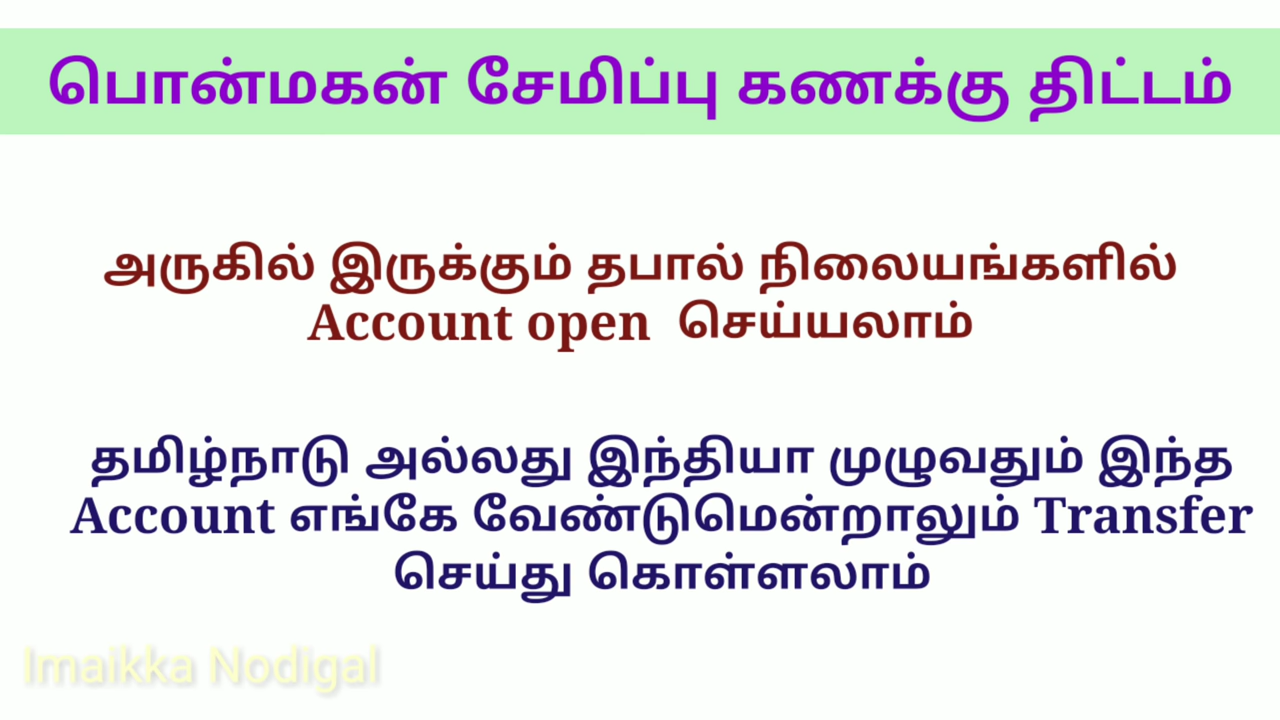 பொன்மகன் சேமிப்பு கணக்கு திட்டம்
அருகில் இருக்கும் தபால் நிலையங்களில்
Account open செய்யலாம்
தமிழ்நாடு அல்லது இந்தியா முழுவதும் இந்த
Account எங்கே வேண்டுமென்றாலும் Transfer
செய்து கொள்ளலாம்
Imaikka Nodigal